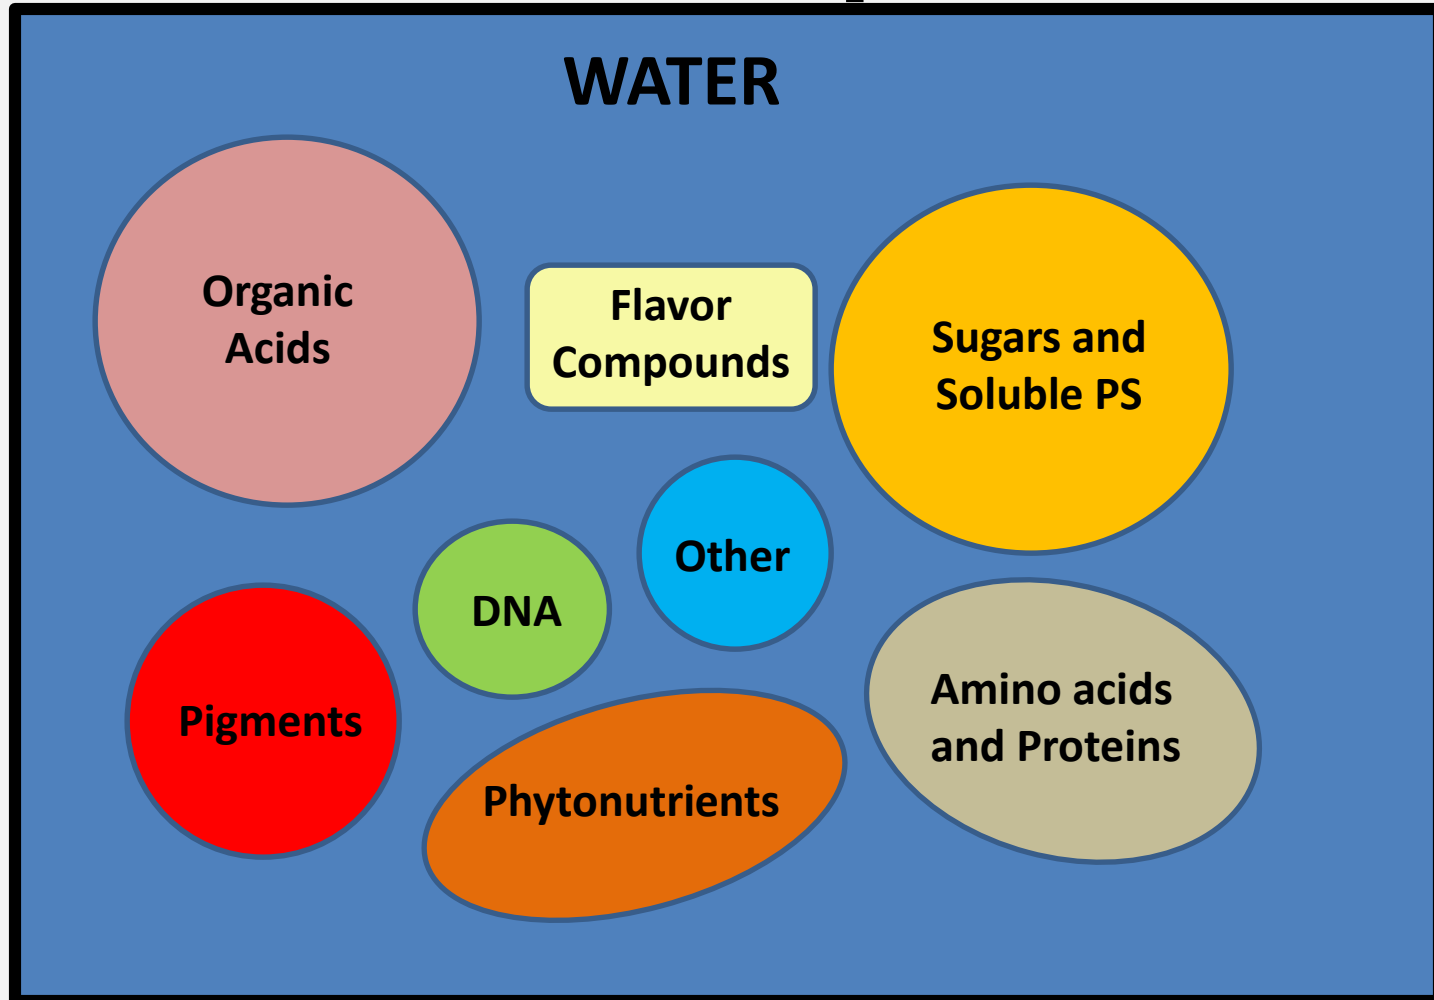 WATER
Organic
Acids
Flavor
Compounds
Sugars and
Soluble PS
Other
DNA
Amino acids
and Proteins
Pigments
Phytonutrients